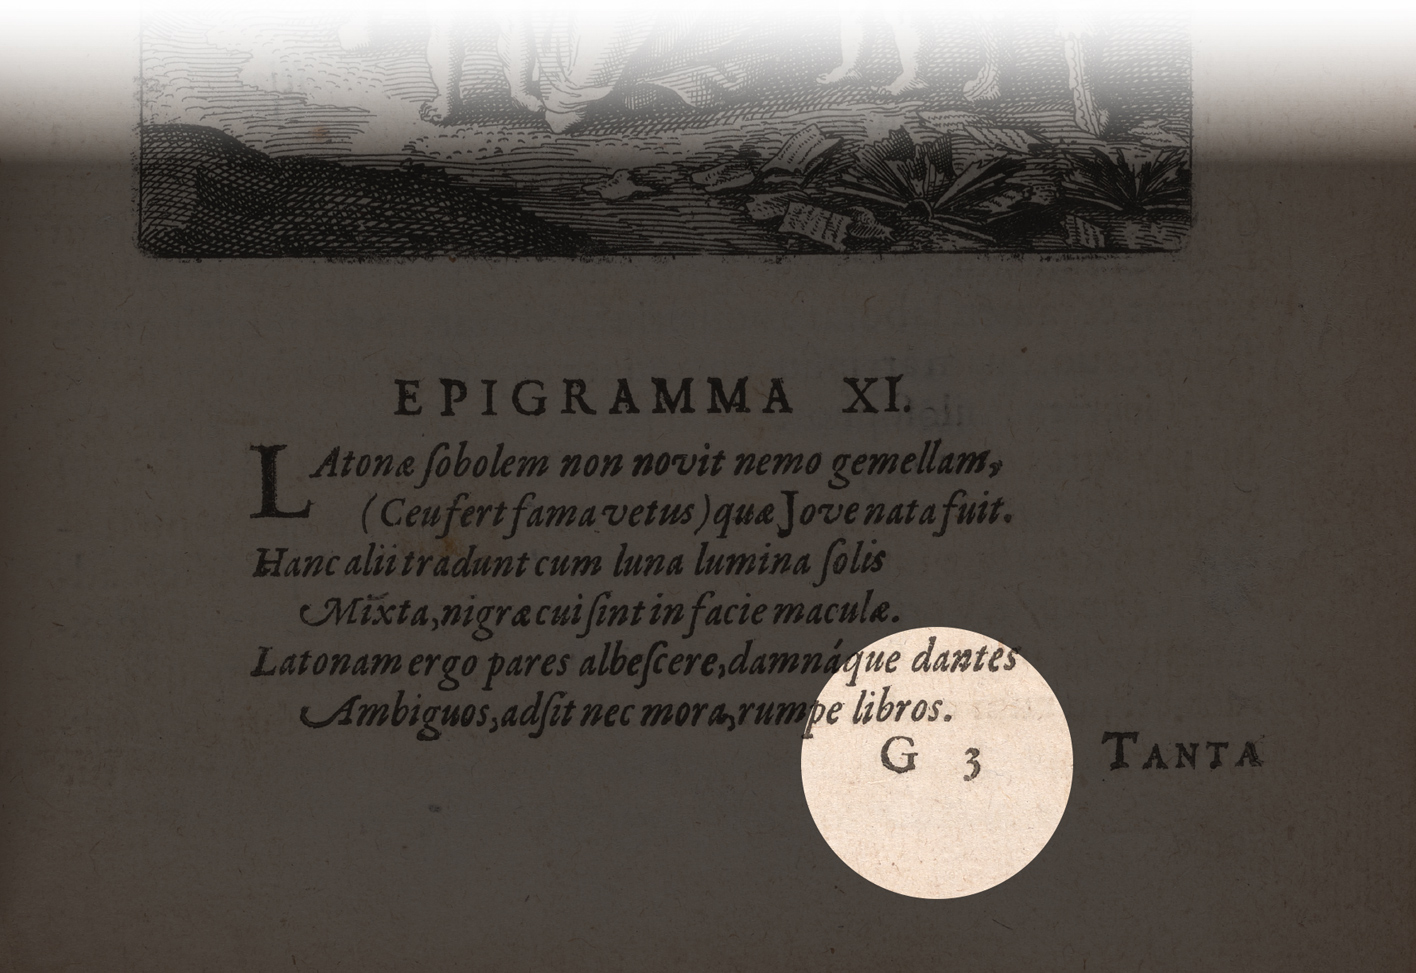 EPIGRAMMA XI.
LAtonæ ſobolem non novit nemo gemellam,
(Ceu fert fama vetus) quæ Jove nata fuit.
Hanc alii tradunt cum luna lumina ſolis
Mixta, nigræ cui ſint in facie maculæ.
Latonam ergo pares albeſcere, damnáque dantes
Ambiguos, adſit nec mora, rumpe libros.
G 3 TANTA